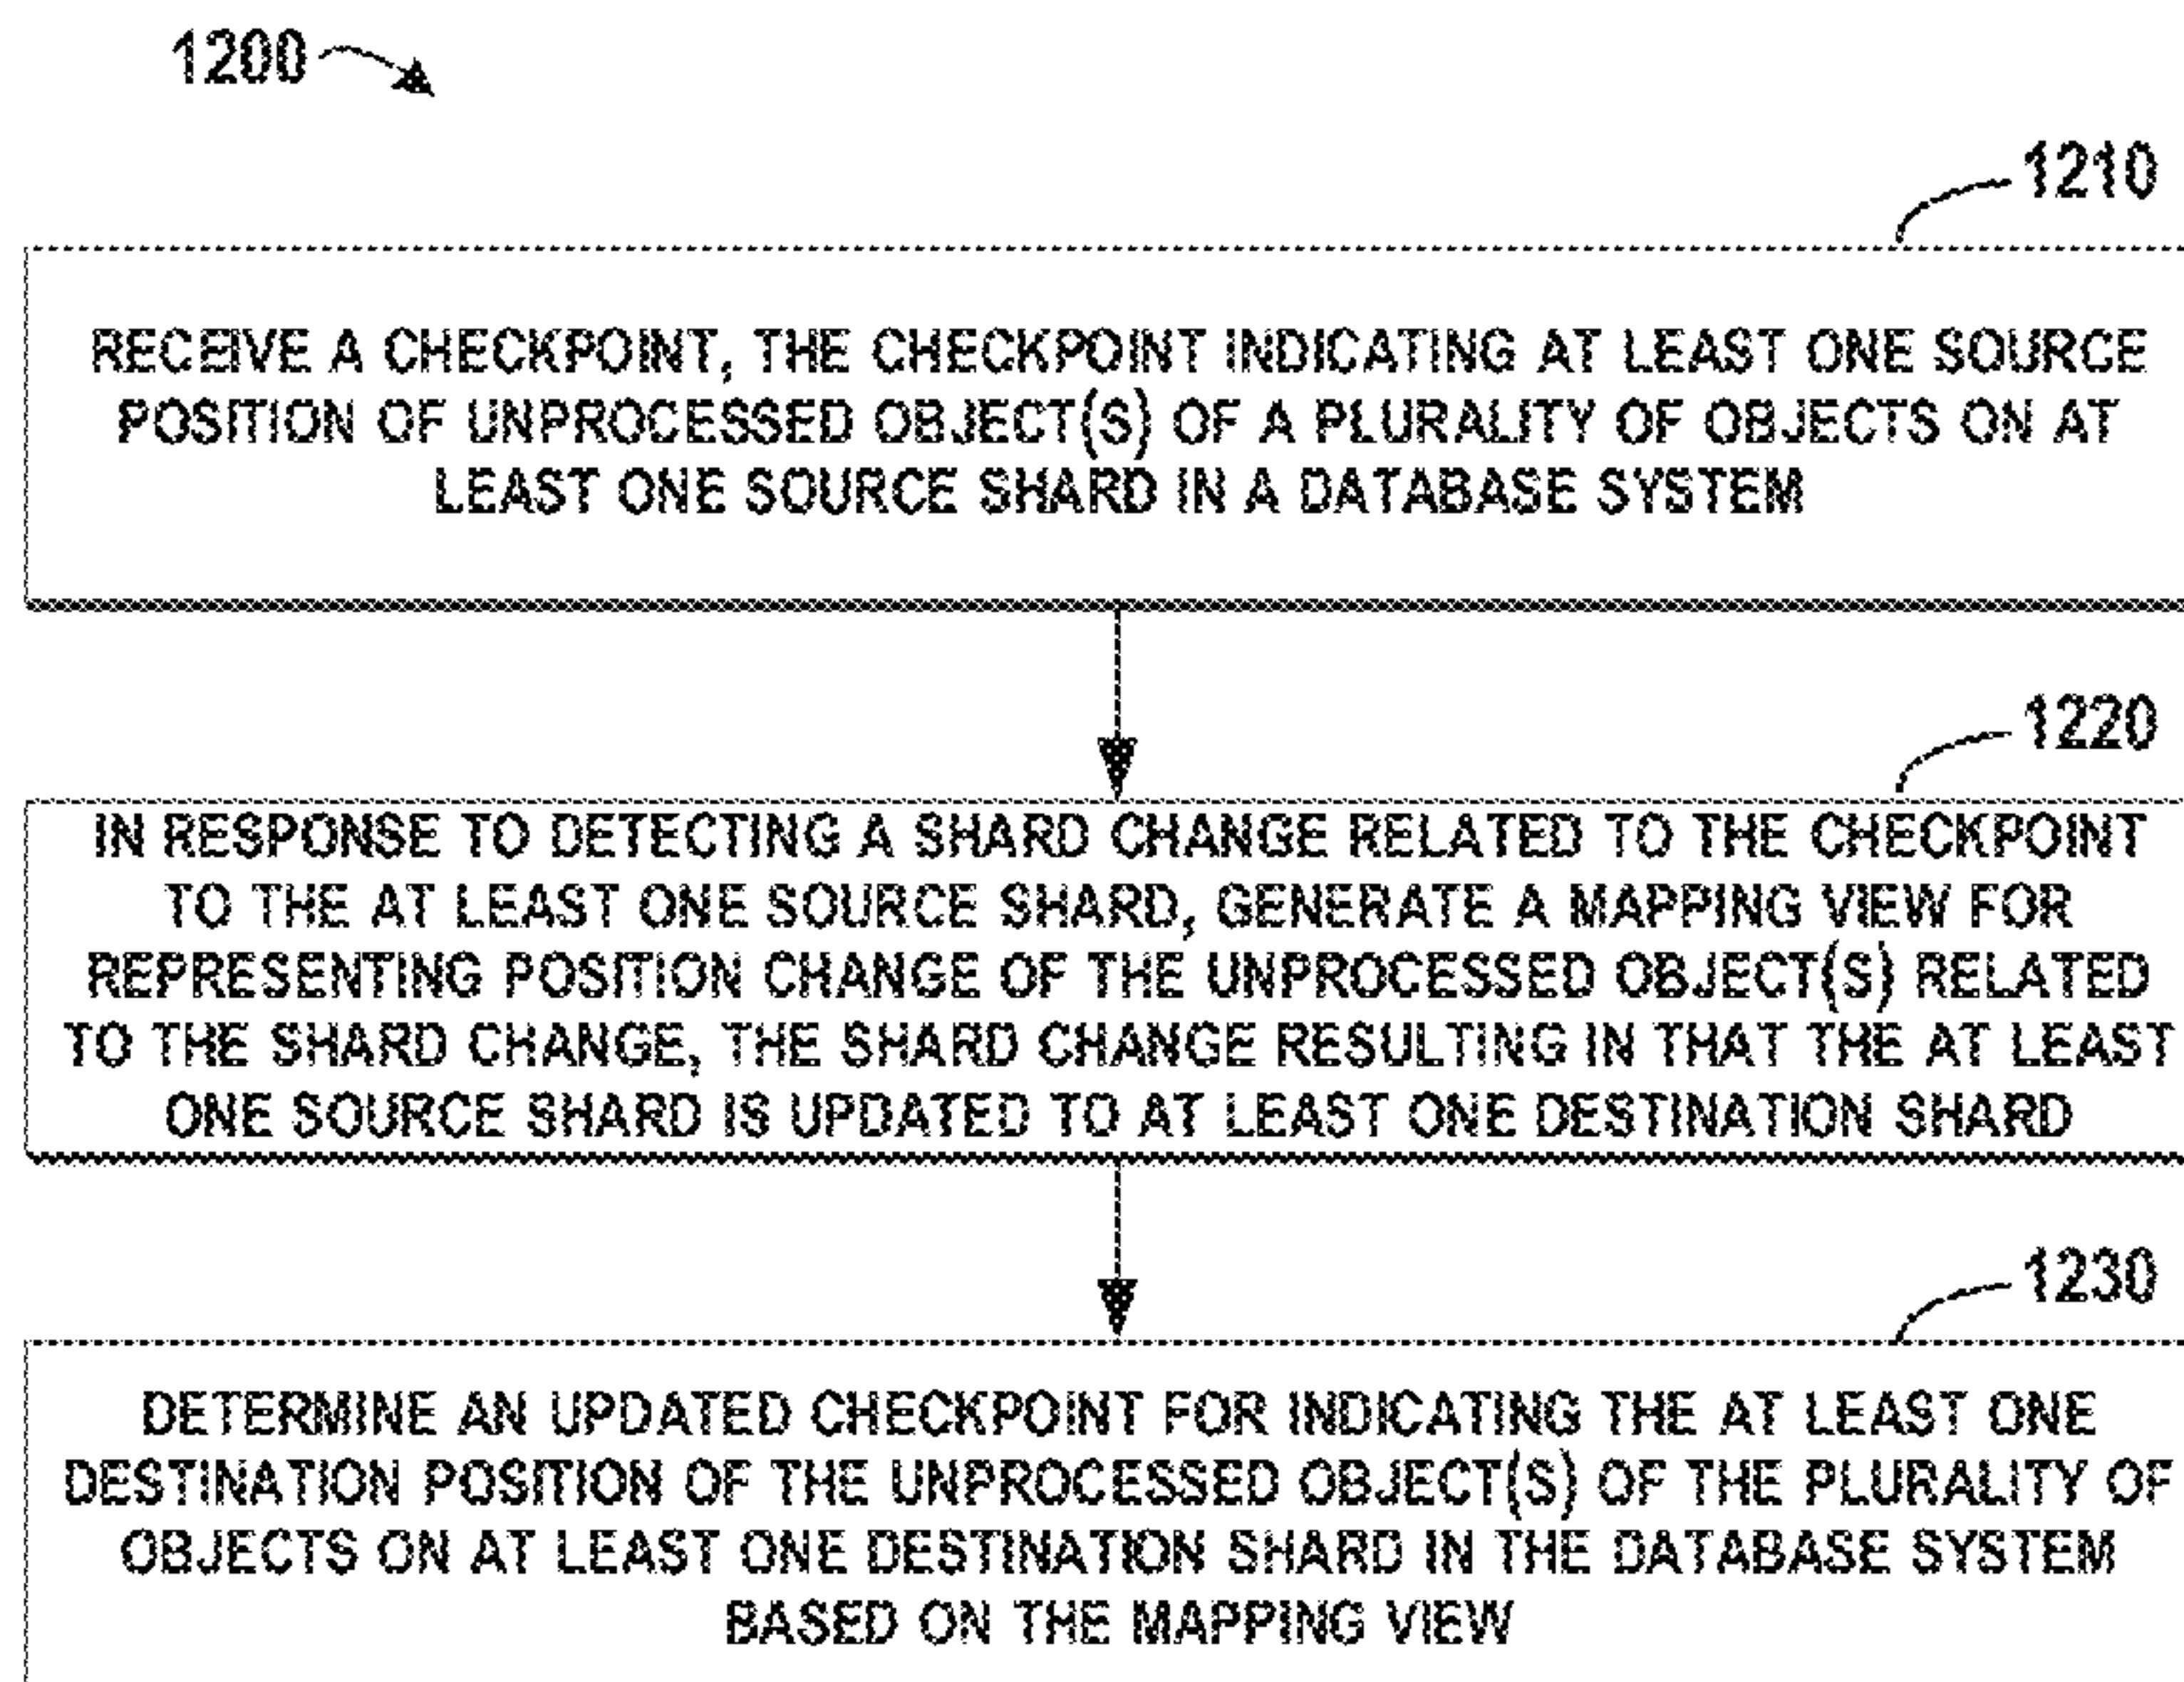 1200
1210
RECEIVE A CHECKPOINT, THE CHECKPOINT INDICATING AT LEAST ONE SOURCE
POSITION OF UNPROCESSED OBJECT(S) OF A PLURALITY OF OBJECTS ON AT
LEAST ONE SOURCE SHARD IN A DATABASE SYSTEM
1220
IN RESPONSE TO DETECTING A SHARD CHANGE RELATED TO THE CHECKPOINT
TO THE AT LEAST ONE SOURCE SHARD, GENERATE A MAPPING VIEW FOR
REPRESENTING POSITION CHANGE OF THE UNPROCESSED OBJECT(S) RELATED
TO THE SHARD CHANGE, THE SHARD CHANGE RESULTING IN THAT THE AT LEAST
ONE SOURCE SHARD IS UPDATED TO AT LEAST ONE DESTINATION SHARD
1230
DETERMINE AN UPDATED CHECKPOINT FOR INDICATING THE AT LEAST ONE
DESTINATION POSITION OF THE UNPROCESSED OBJECT(S) OF THE PLURALITY OF
OBJECTS ON AT LEAST ONE DESTINATION SHARD IN THE DATABASE SYSTEM
BASED ON THE MAPPING VIEW